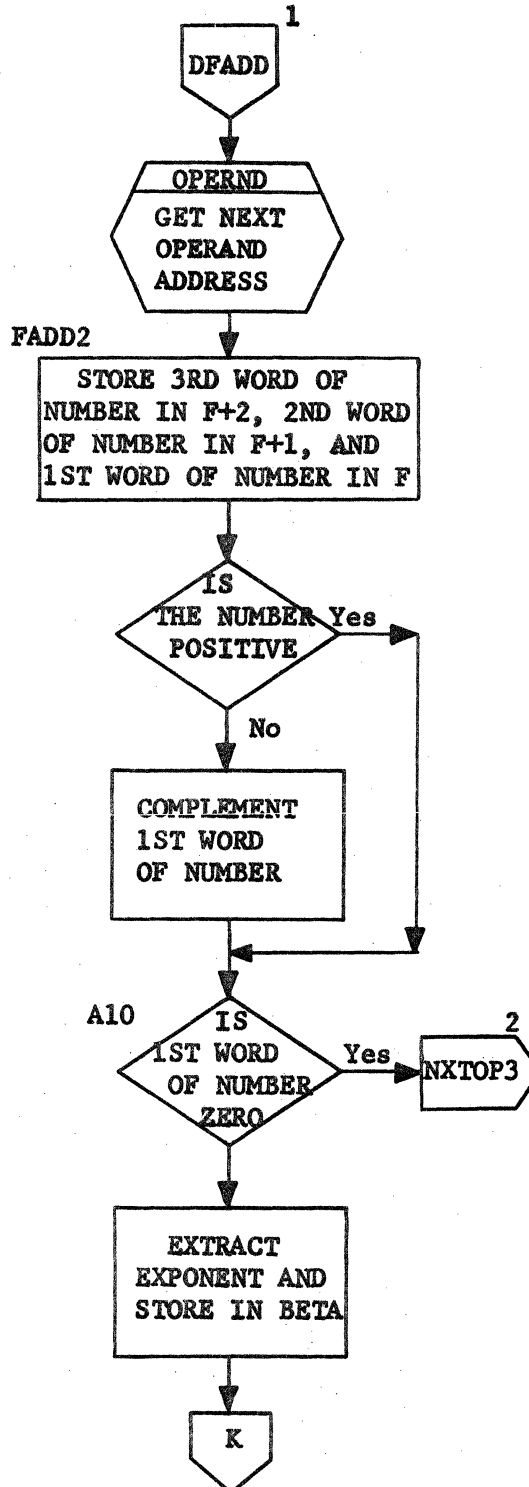 1
DFADD
OPERND
GET NEXT
OPERAND
ADDRESS
FADD2
STORE 3RD WORD OF
NUMBER IN F+2, 2ND WORD
OF NUMBER IN F+1, AND
1ST WORD OF NUMBER IN F
IS
THE NUMBER Yes
POSITIVE
No
COMPLEMENT
1ST WORD
OF NUMBER
A10
IS
1ST WORD
OF NUMBER
ZERO
Yes
2
NXTOP3
EXTRACT
EXPONENT AND
STORE IN BETA
K